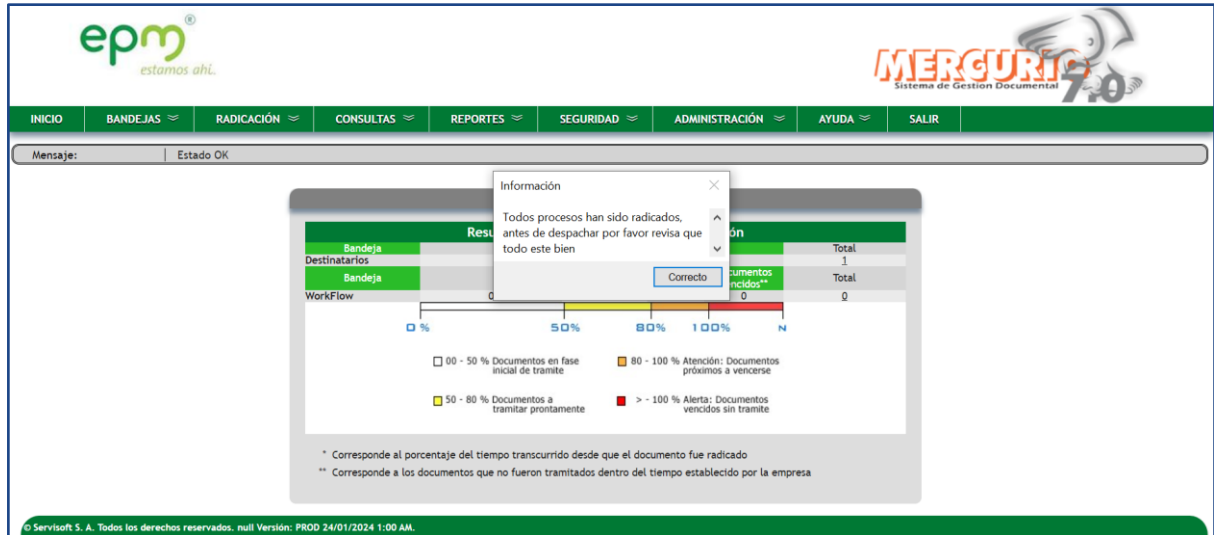 epm®
estamos ahí.
MERCURIO
Sistema de Gestion Documental
7.0
INICIO BANDEJAS RADICACIÓN CONSULTAS REPORTES SEGURIDAD ADMINISTRACIÓN AYUDA SALIR
Mensaje: Estado OK
Información
Todos procesos han sido radicados,
antes de despachar por favor revisa que
todo este bien
Correcto
Bandeja Total
Destinatarios 1
Bandeja Total
WorkFlow 0 0
0 % 50% 80% 100% N
00 - 50 % Documentos en fase
inicial de tramite
80 - 100 % Atención: Documentos
próximos a vencerse
50 - 80 % Documentos a
tramitar prontamente
> - 100 % Alerta: Documentos
vencidos sin tramite
* Corresponde al porcentaje del tiempo transcurrido desde que el documento fue radicado
** Corresponde a los documentos que no fueron tramitados dentro del tiempo establecido por la empresa
© Servisoft S. A. Todos los derechos reservados. null Versión: PROD 24/01/2024 1:00 AM.